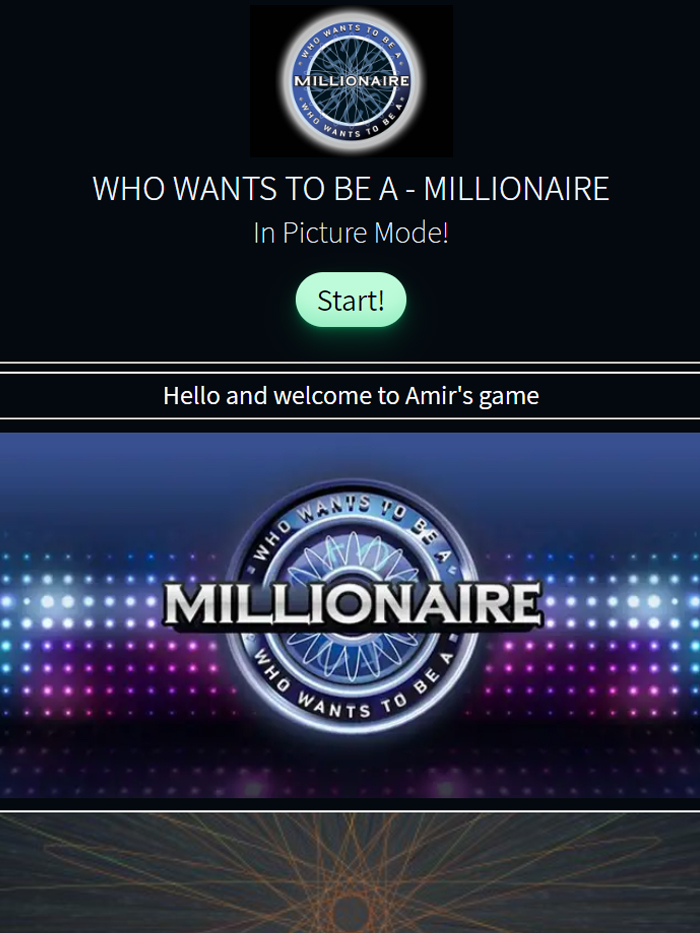 WHO WANTS TO BE A
MILLIONAIRE
WHO WANTS TO BE A
WHO WANTS TO BE A - MILLIONAIRE
In Picture Mode!
Start!
Hello and welcome to Amir's game
WHO WANTS TO BE A
MILLIONAIRE
WHO WANTS TO BE A